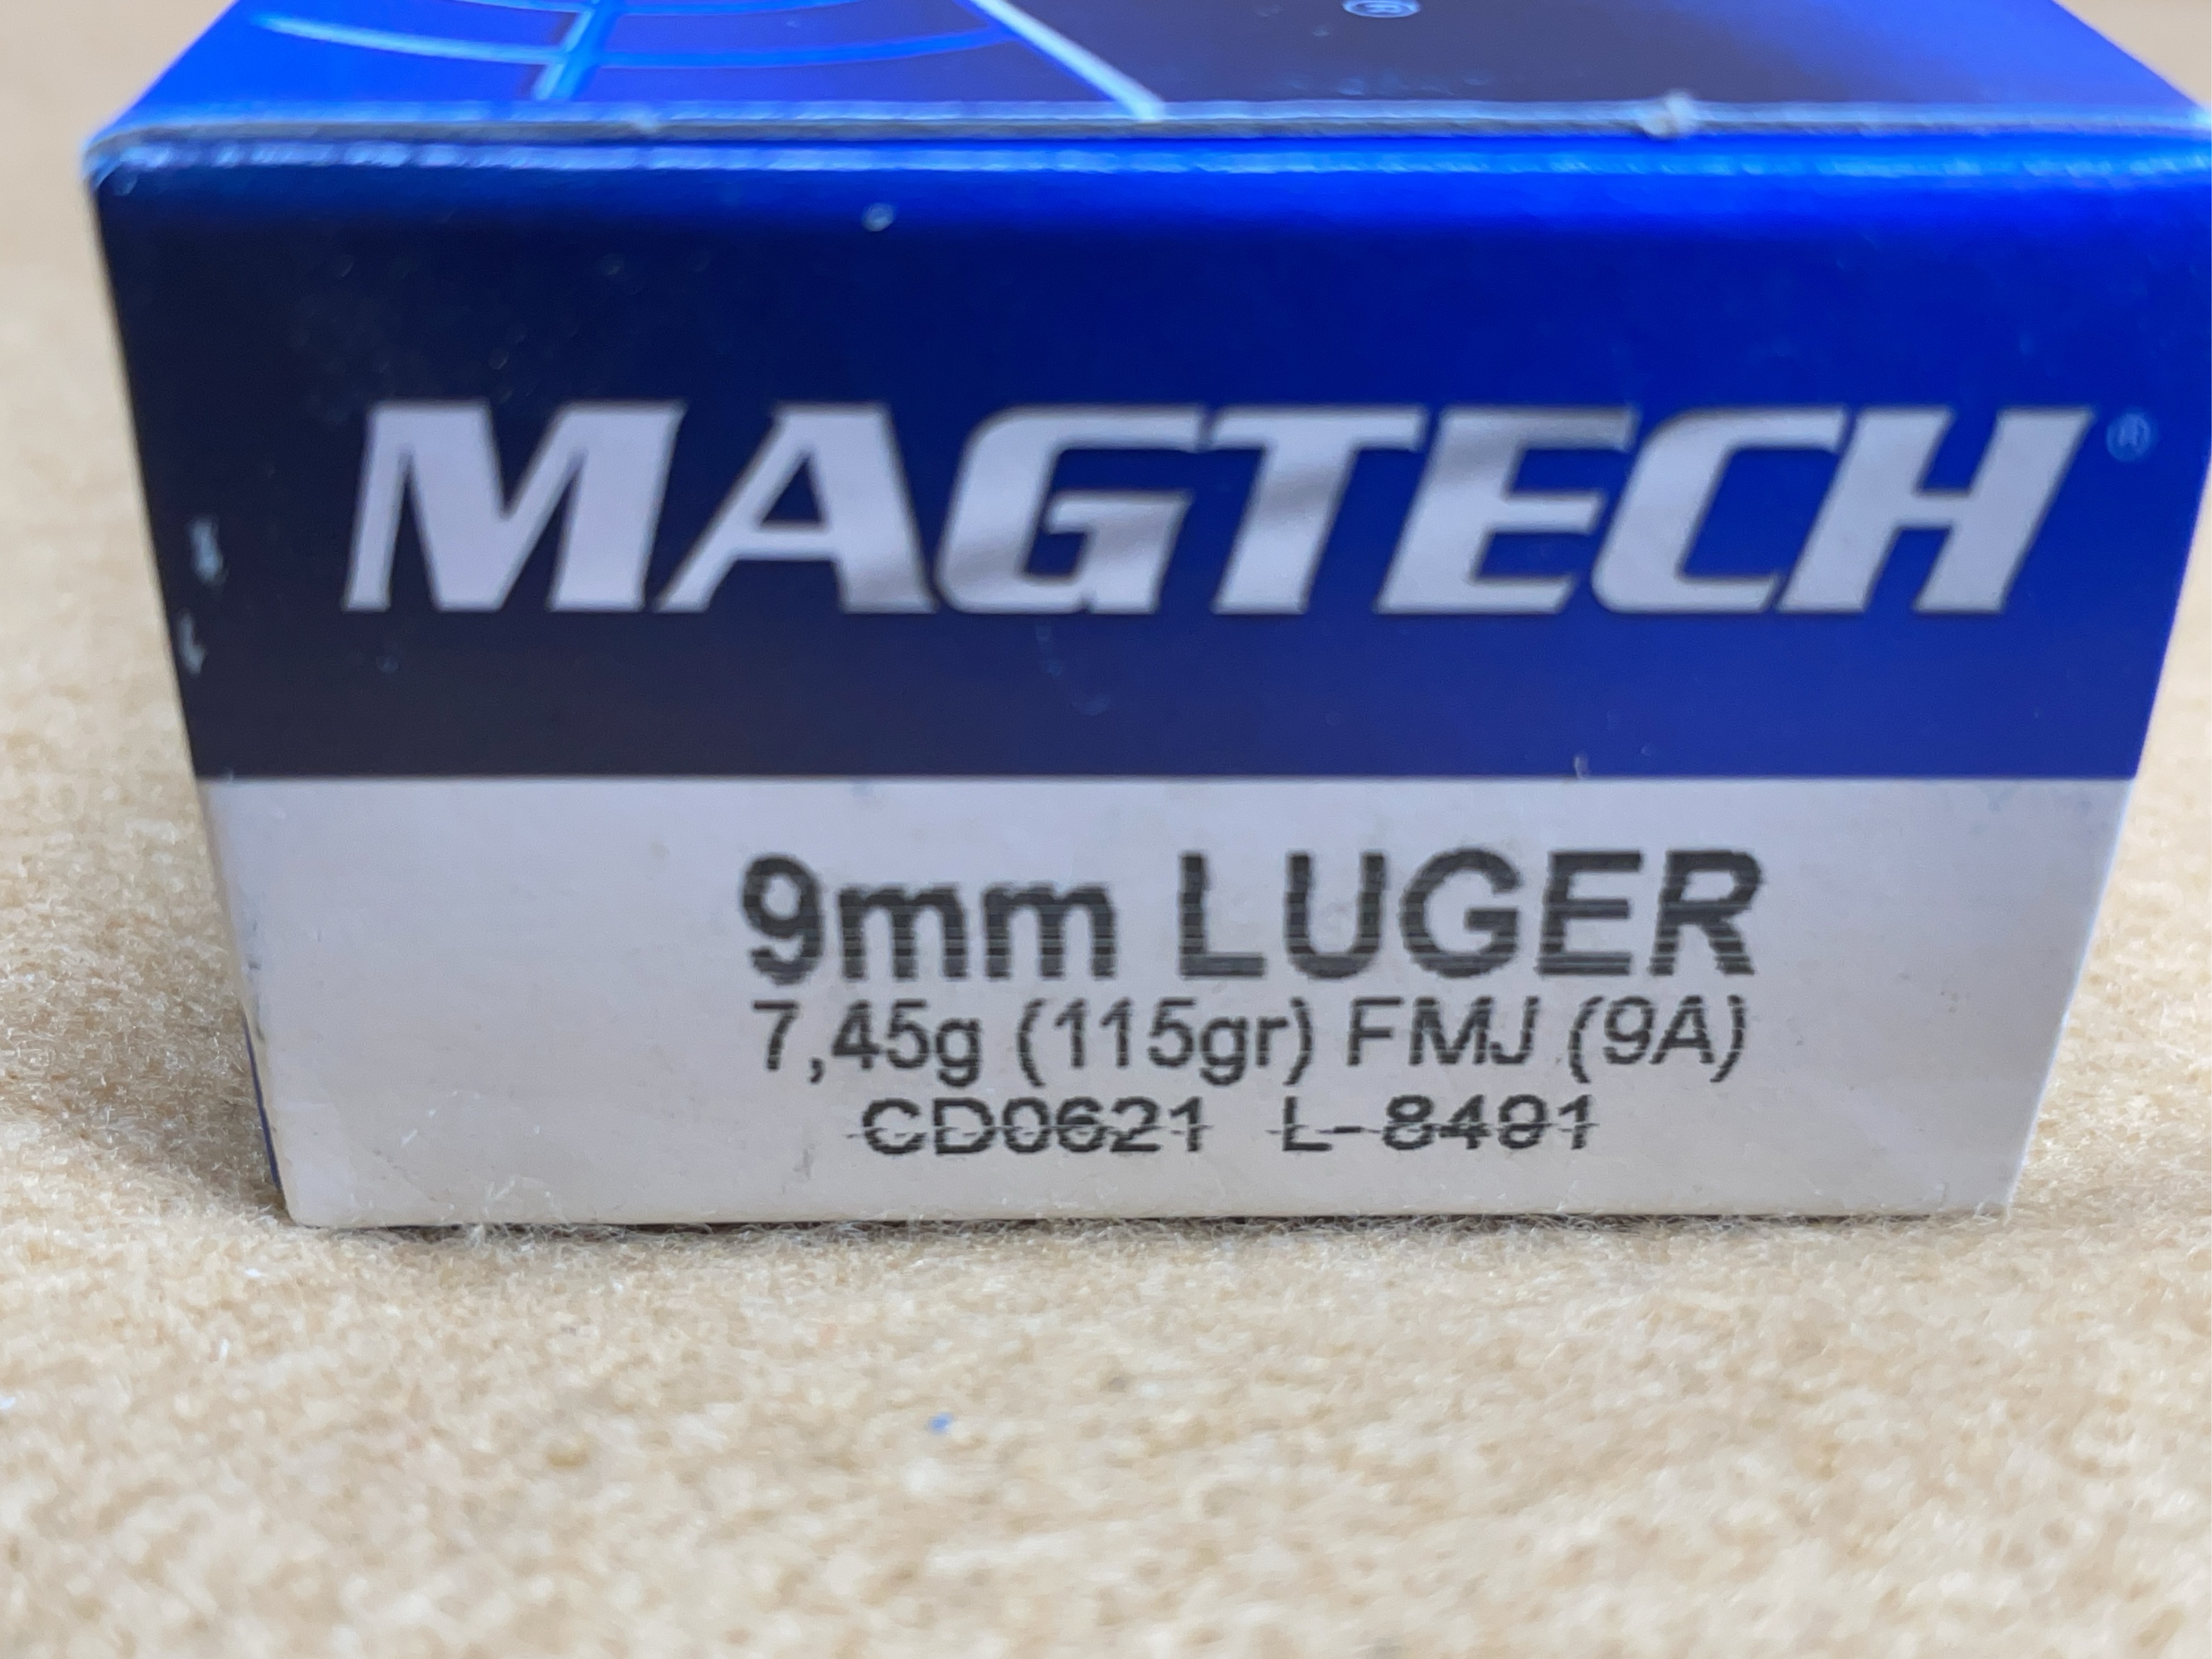 ®
MAGTECH®
9mm LUGER
7,45g (115gr) FMJ (9A)
CD0621 L-8491